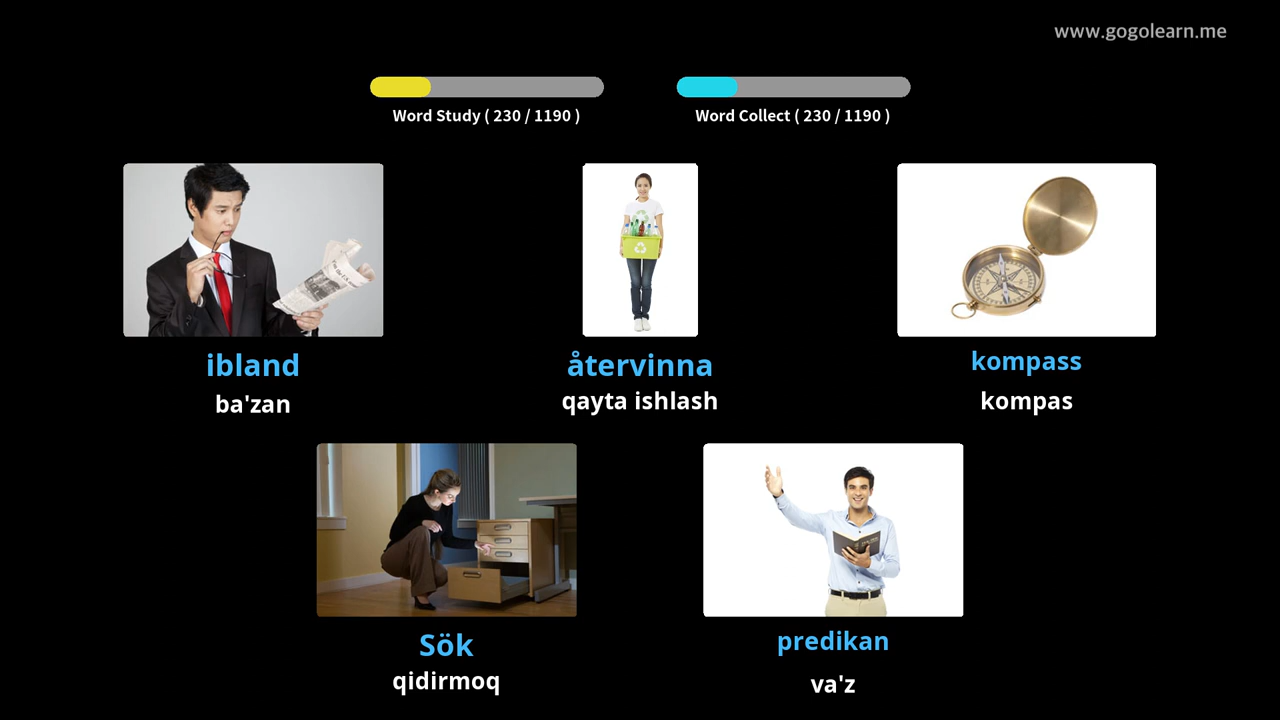 www.gogolearn.me
Word Study ( 230 / 1190 )
Word Collect ( 230 / 1190 )
ibland
ba'zan
återvinna
qayta ishlash
kompass
kompas
Sök
qidirmoq
predikan
va'z